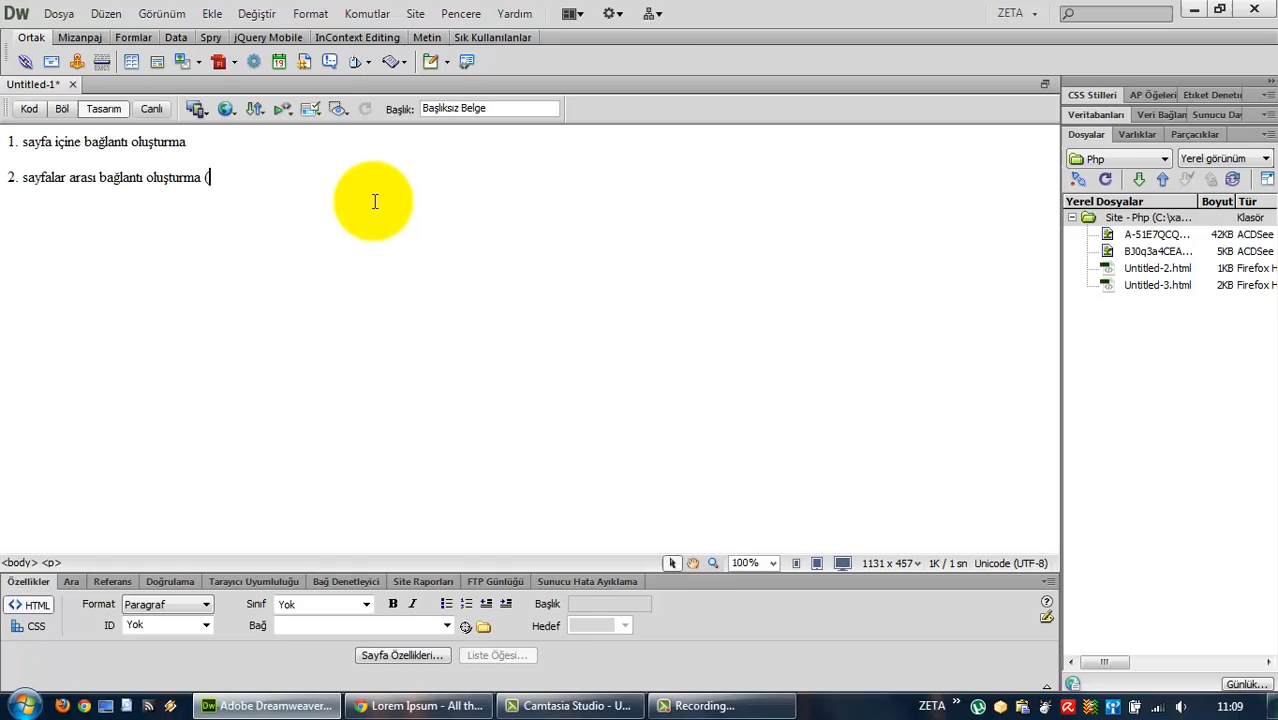 Dw Dosya Düzen Görünüm Ekle Değiştir Format Komutlar Site Pencere Yardım ZETA
Ortak Mizanpaj Formlar Data Spry jQuery Mobile InContext Editing Metin Sık Kullanılanlar
Untitled-1*
Kod Böl Tasarım Canlı Başlık: Başlıksız Belge
CSS Stilleri AP Öğeleri Etiket Denetmi
Veritabanları Veri Bağlan Sunucu Da
Dosyalar Varlıklar Parçacıklar
Php Yerel görünüm
Yerel Dosyalar Boyut Tür
Site - Php (C:\xa... Klasör
A-51E7QCQ... 42KB ACDSee
BJ0q3a4CEA... 5KB ACDSee
Untitled-2.html 1KB Firefox H
Untitled-3.html 2KB Firefox H
1. sayfa içine bağlantı oluşturma
2. sayfalar arası bağlantı oluşturma (
<body> <p> 100% 1131 x 457 1K / 1 sn Unicode (UTF-8)
Özellikler Ara Referans Doğrulama Tarayıcı Uyumluluğu Bağ Denetleyici Site Raporları FTP Günlüğü Sunucu Hata Ayıklama
<> HTML Format Paragraf Sınıf Yok B I Başlık
CSS ID Yok Bağ Hedef
Sayfa Özellikleri... Liste Öğesi...
Günlük...
Adobe Dreamweaver... Lorem Ipsum - All th... Camtasia Studio - U... Recording... ZETA 11:09